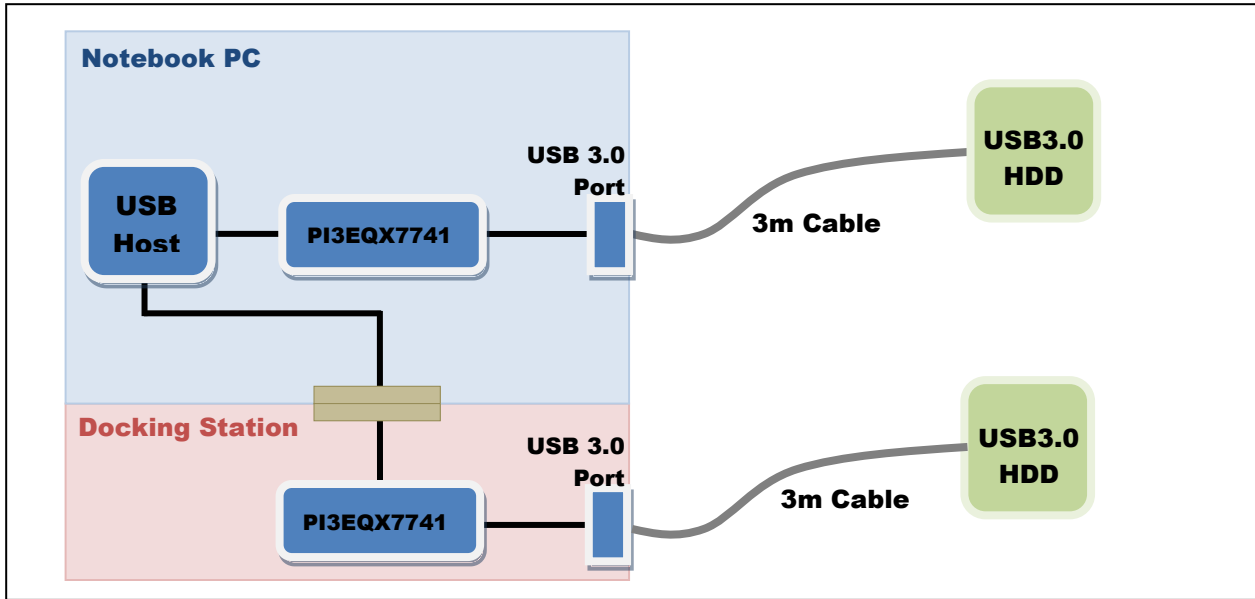 Notebook PC
USB
Host
PI3EQX7741
USB 3.0
Port
3m Cable
USB3.0
HDD
Docking Station
PI3EQX7741
USB 3.0
Port
3m Cable
USB3.0
HDD